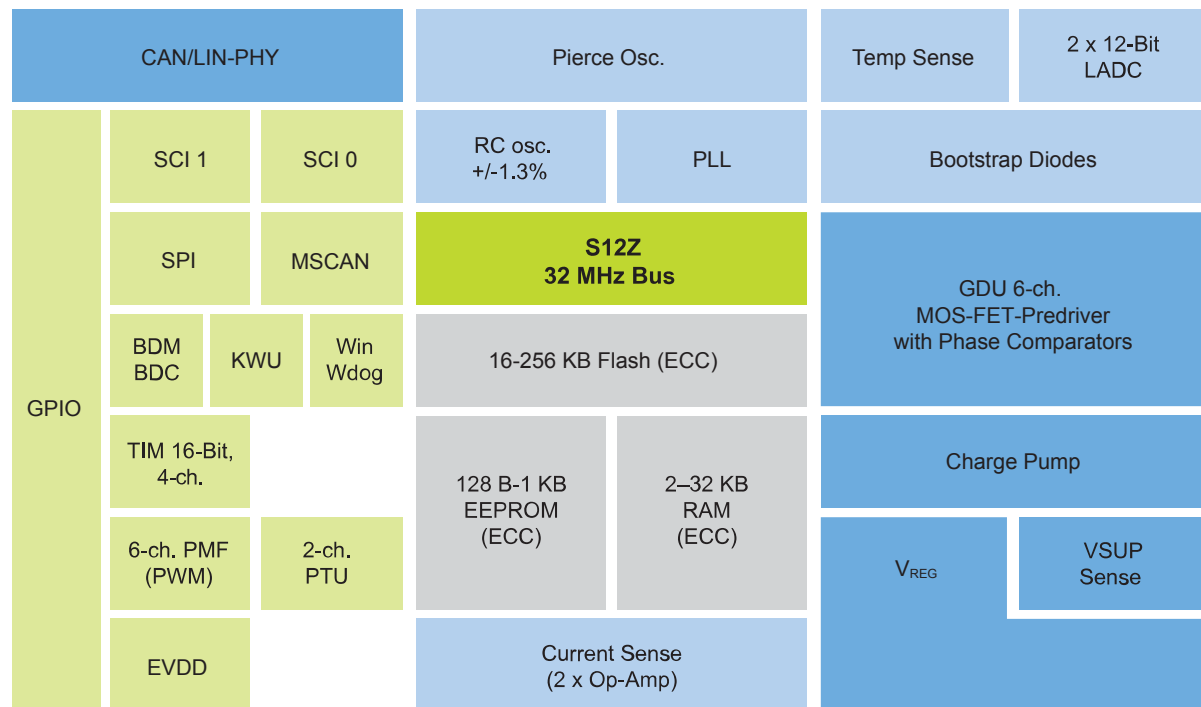 CAN/LIN-PHY
Pierce Osc.
Temp Sense
2 x 12-Bit
LADC
SCI 1
SCI 0
RC osc.
+/-1.3%
PLL
Bootstrap Diodes
SPI
MSCAN
S12Z
32 MHz Bus
GDU 6-ch.
MOS-FET-Predriver
with Phase Comparators
BDM
BDC
KWU
Win
Wdog
16-256 KB Flash (ECC)
GPIO
TIM 16-Bit,
4-ch.
128 B-1 KB
EEPROM
(ECC)
2–32 KB
RAM
(ECC)
Charge Pump
6-ch. PMF
(PWM)
2-ch.
PTU
VREG
VSUP
Sense
EVDD
Current Sense
(2 x Op-Amp)